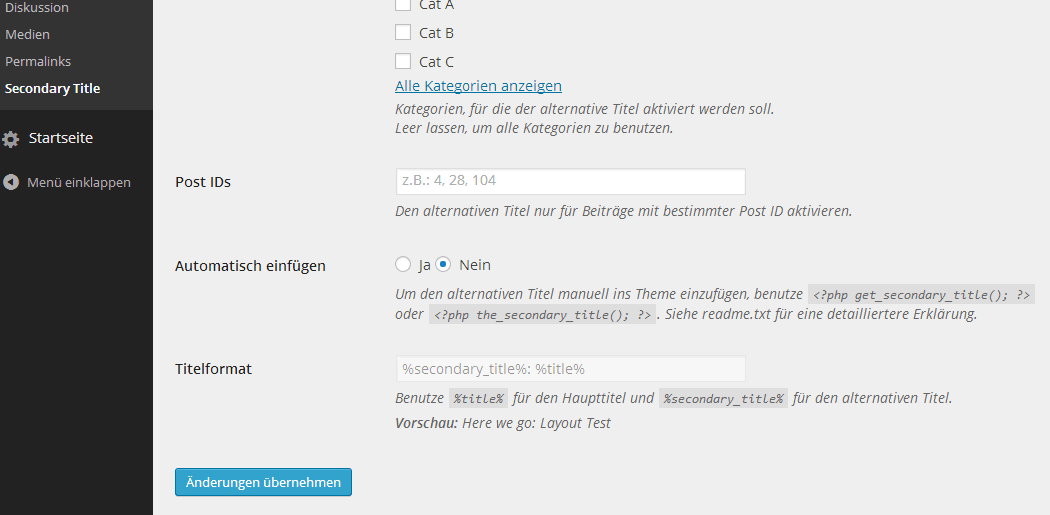 Diskussion
Medien
Permalinks
Secondary Title
Startseite
Menü einklappen
Cat A
Cat B
Cat C
Alle Kategorien anzeigen
Kategorien, für die der alternative Titel aktiviert werden soll.
Leer lassen, um alle Kategorien zu benutzen.
Post IDs
z.B.: 4, 28, 104
Den alternativen Titel nur für Beiträge mit bestimmter Post ID aktivieren.
Automatisch einfügen
Ja Nein
Um den alternativen Titel manuell ins Theme einzufügen, benutze <?php get_secondary_title(); ?>
oder <?php the_secondary_title(); ?>. Siehe readme.txt für eine detailliertere Erklärung.
Titelformat
%secondary_title%: %title%
Benutze %title% für den Haupttitel und %secondary_title% für den alternativen Titel.
Vorschau: Here we go: Layout Test
Änderungen übernehmen